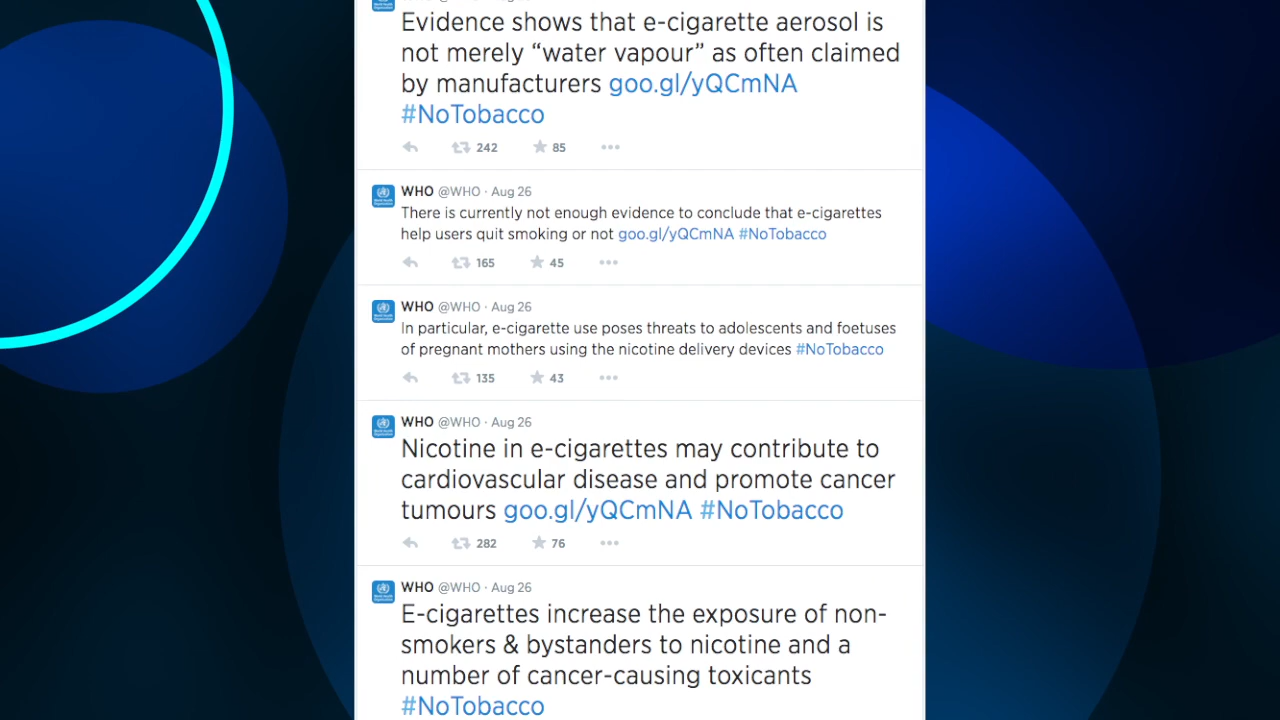 Evidence shows that e-cigarette aerosol is
not merely “water vapour” as often claimed
by manufacturers goo.gl/yQCmNA
#NoTobacco
242 85
WHO @WHO · Aug 26
There is currently not enough evidence to conclude that e-cigarettes
help users quit smoking or not goo.gl/yQCmNA #NoTobacco
165 45
WHO @WHO · Aug 26
In particular, e-cigarette use poses threats to adolescents and foetuses
of pregnant mothers using the nicotine delivery devices #NoTobacco
135 43
WHO @WHO · Aug 26
Nicotine in e-cigarettes may contribute to
cardiovascular disease and promote cancer
tumours goo.gl/yQCmNA #NoTobacco
282 76
WHO @WHO · Aug 26
E-cigarettes increase the exposure of non-
smokers & bystanders to nicotine and a
number of cancer-causing toxicants
#NoTobacco